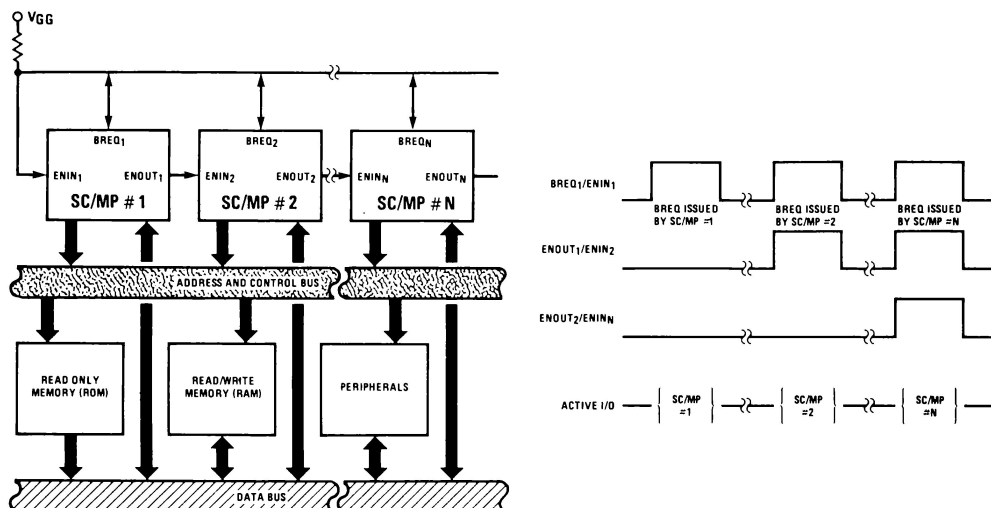 VGG
BREQ1
BREQ2
BREQN
ENIN1 ENOUT1
ENIN2 ENOUT2
ENINN ENOUTN
SC/MP # 1
SC/MP # 2
SC/MP # N
ADDRESS AND CONTROL BUS
READ ONLY
MEMORY (ROM)
READ/WRITE
MEMORY (RAM)
PERIPHERALS
DATA BUS
BREQ1/ENIN1
BREQ ISSUED
BY SC/MP =1
BREQ ISSUED
BY SC/MP =2
BREQ ISSUED
BY SC/MP =N
ENOUT1/ENIN2
ENOUT2/ENINN
ACTIVE I/O
SC/MP
=1
SC/MP
=2
SC/MP
=N